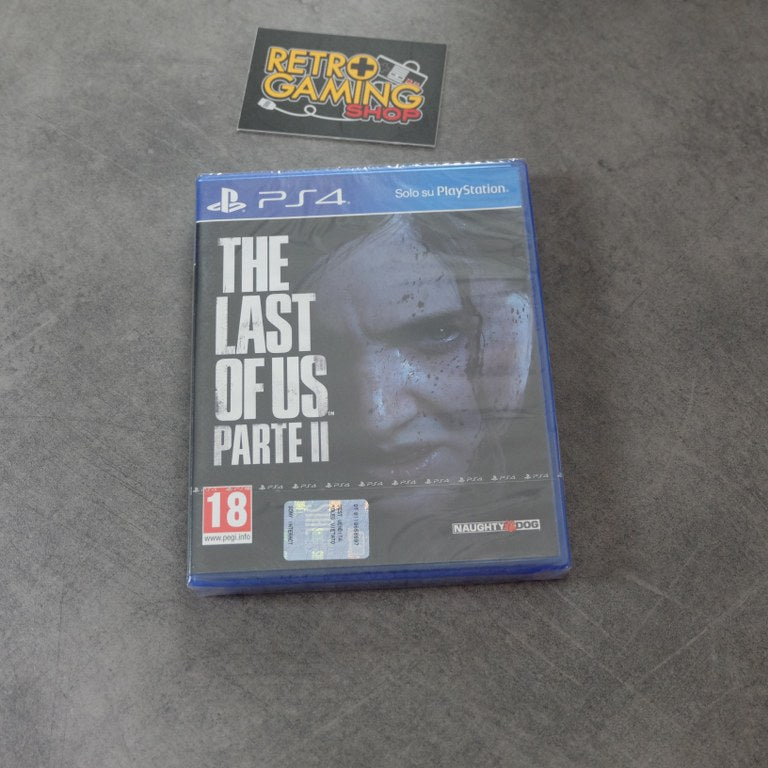 RETRO
GAMING
SHOP
PS4
Solo su PlayStation
THE
LAST
OF US
™
PARTE II
18
www.pegi.info
NAUGHTY DOG